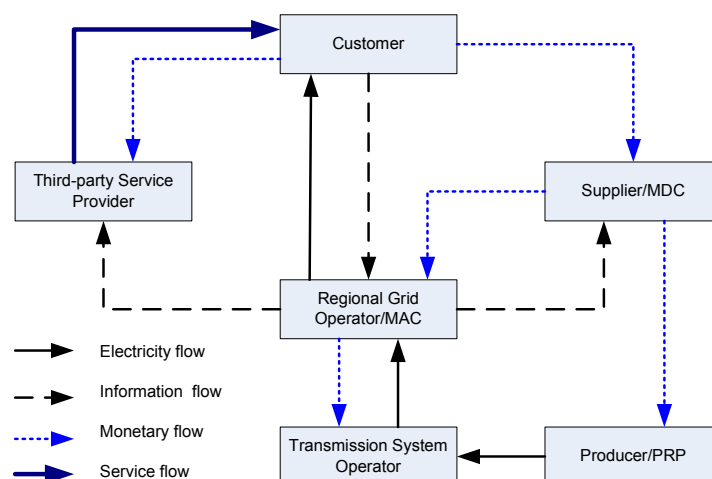 Customer
Third-party Service
Provider
Supplier/MDC
Regional Grid
Operator/MAC
Electricity flow
Information flow
Monetary flow
Service flow
Transmission System
Operator
Producer/PRP